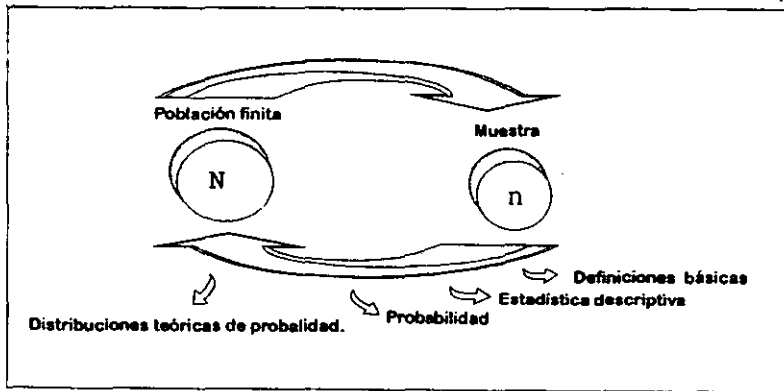 Población finita
Muestra
N
n
Definiciones básicas
Estadística descriptiva
Probabilidad
Distribuciones teóricas de probalidad.